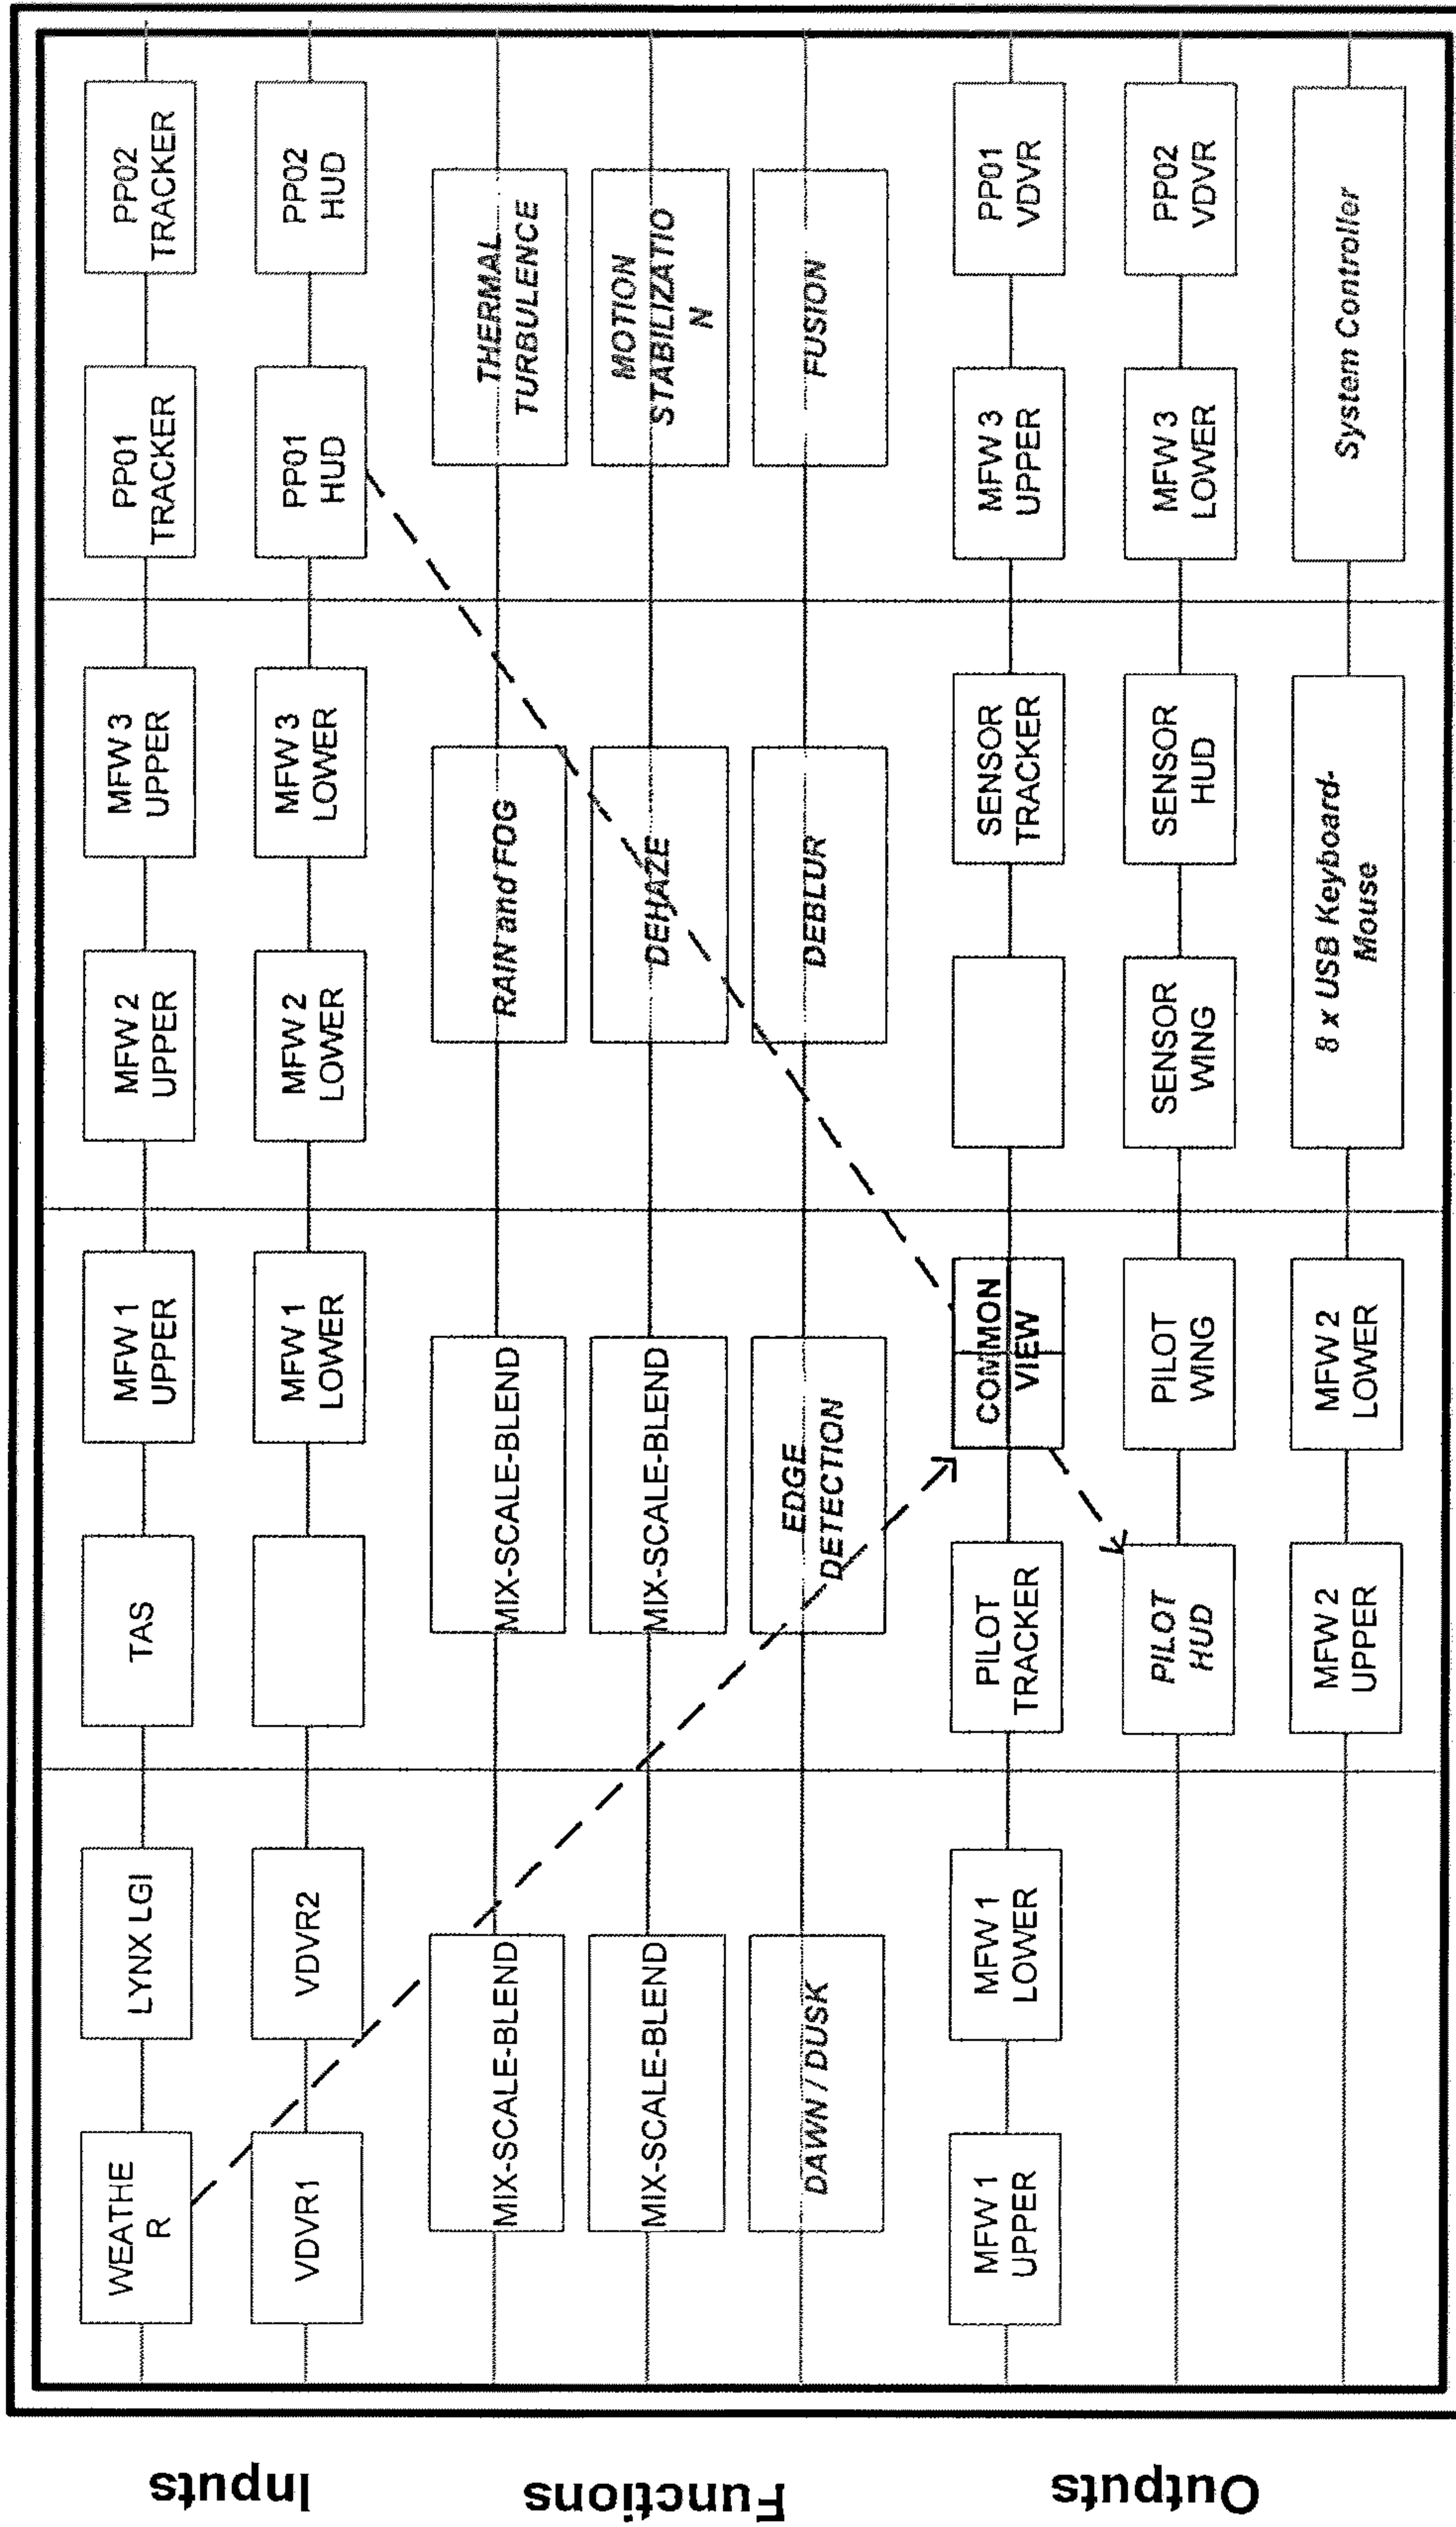 Inputs
WEATHE
R
LYNX LGI
TAS
MFW 1
UPPER
MFW 2
UPPER
MFW 3
UPPER
PP01
TRACKER
PP02
TRACKER
VDVR1
VDVR2
MFW 1
LOWER
MFW 2
LOWER
MFW 3
LOWER
PP01
HUD
PP02
HUD
Functions
MIX-SCALE-BLEND
MIX-SCALE-BLEND
RAIN and FOG
THERMAL
TURBULENCE
MIX-SCALE-BLEND
MIX-SCALE-BLEND
DEHAZE
MOTION
STABILIZATIO
N
DAWN / DUSK
EDGE
DETECTION
DEBLUR
FUSION
Outputs
MFW 1
UPPER
MFW 1
LOWER
PILOT
TRACKER
COMMON
VIEW
SENSOR
TRACKER
MFW 3
UPPER
PP01
VDVR
PILOT
HUD
PILOT
WING
SENSOR
WING
SENSOR
HUD
MFW 3
LOWER
PP02
VDVR
MFW 2
UPPER
MFW 2
LOWER
8 x USB Keyboard-
Mouse
System Controller